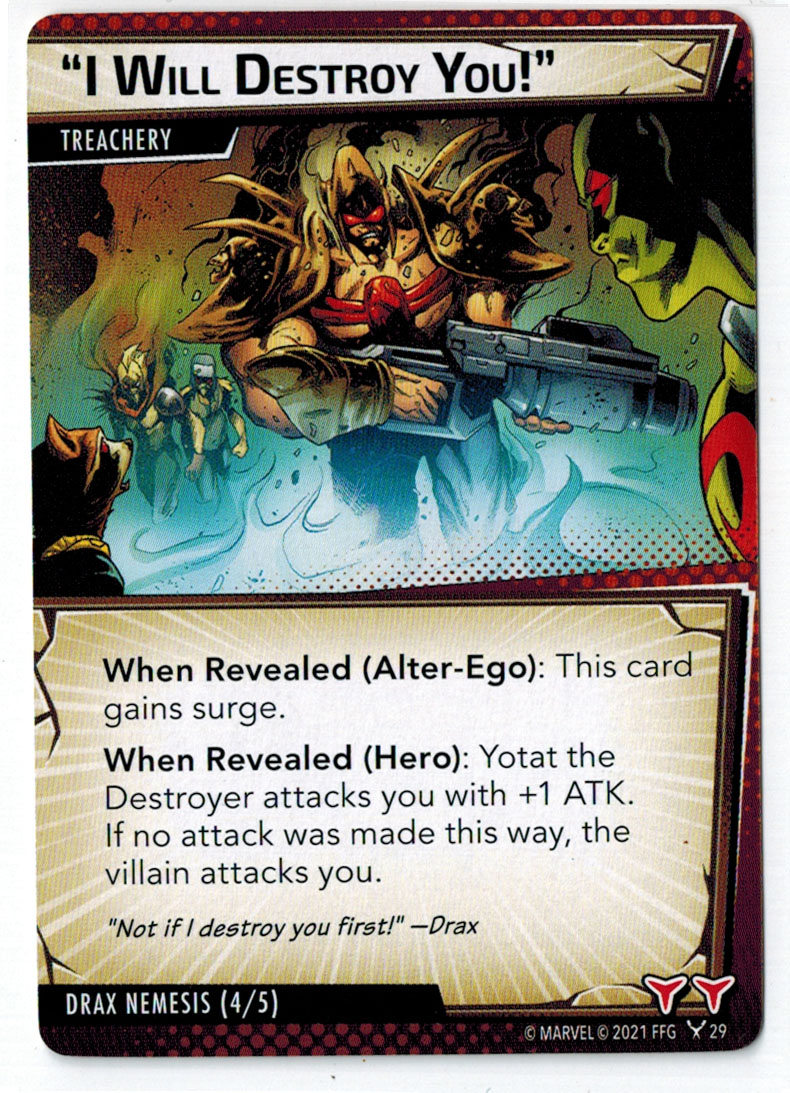 “I Will Destroy You!”
TREACHERY
When Revealed (Alter-Ego): This card
gains surge.
When Revealed (Hero): Yotat the
Destroyer attacks you with +1 ATK.
If no attack was made this way, the
villain attacks you.
"Not if I destroy you first!" —Drax
DRAX NEMESIS (4/5)
© MARVEL © 2021 FFG 29